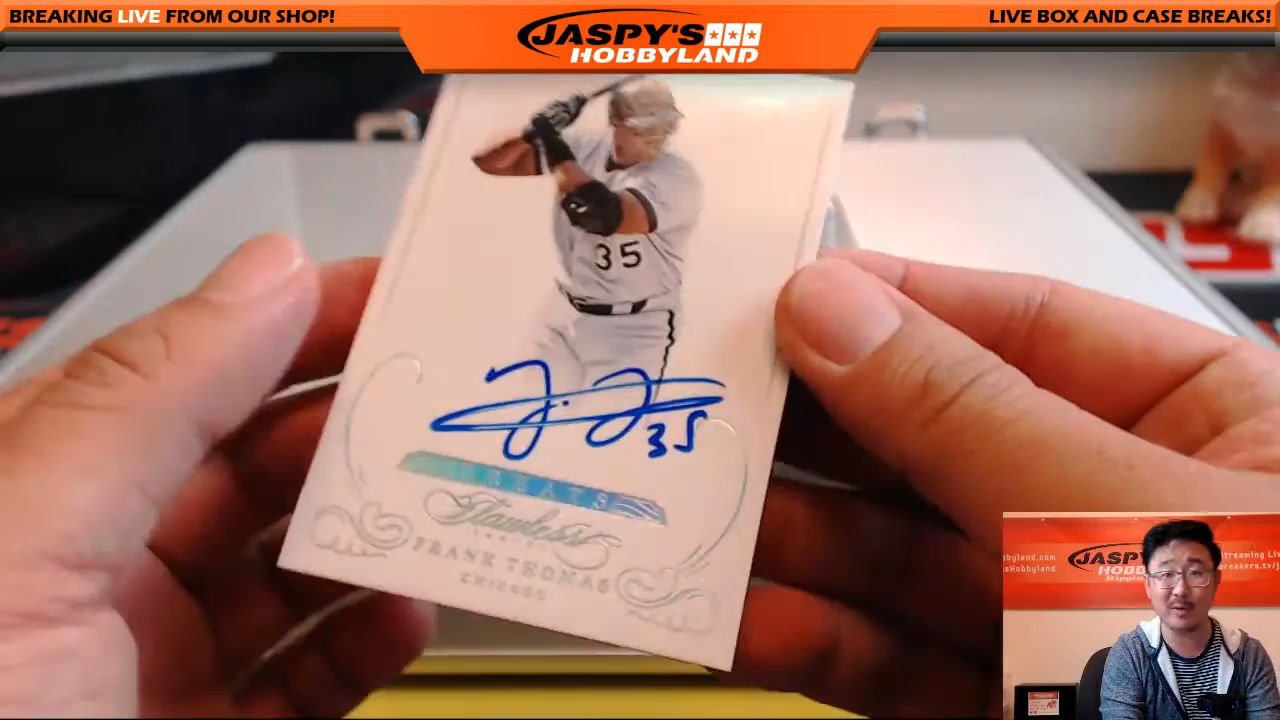 BREAKING LIVE FROM OUR SHOP!
JASPY'S
HOBBYLAND
LIVE BOX AND CASE BREAKS!
35
35
GREATS
Flawless
FRANK THOMAS
CHICAGO
JASPY'S